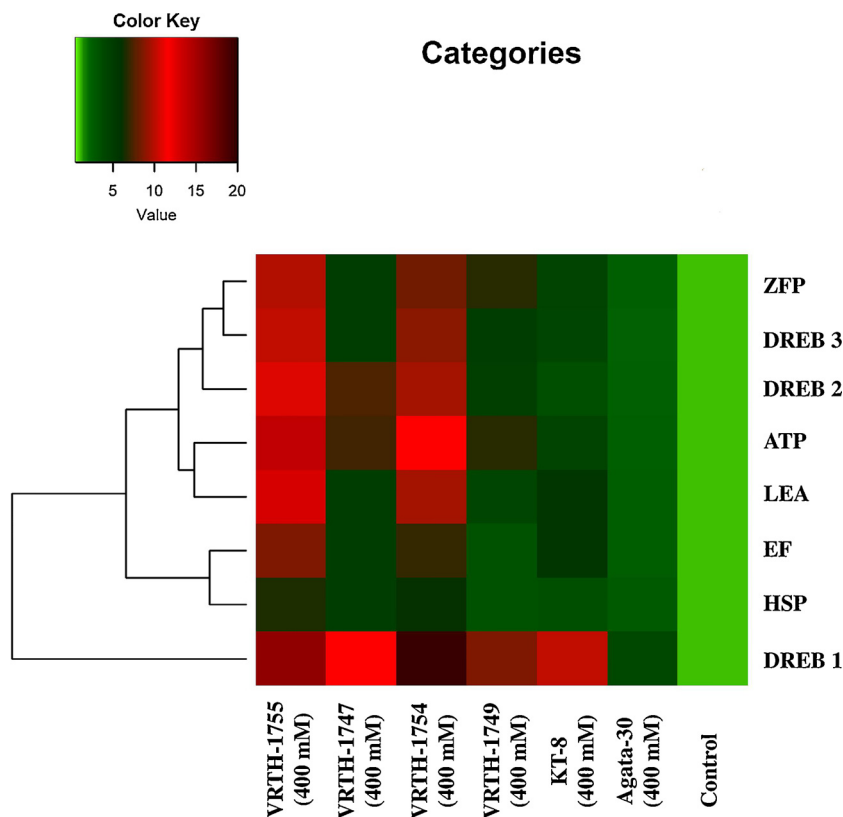 Color Key
Categories
5 10 15 20
Value
ZFP
DREB 3
DREB 2
ATP
LEA
EF
HSP
DREB 1
VRTH-1755
(400 mM)
VRTH-1747
(400 mM)
VRTH-1754
(400 mM)
VRTH-1749
(400 mM)
KT-8
(400 mM)
Agata-30
(400 mM)
Control